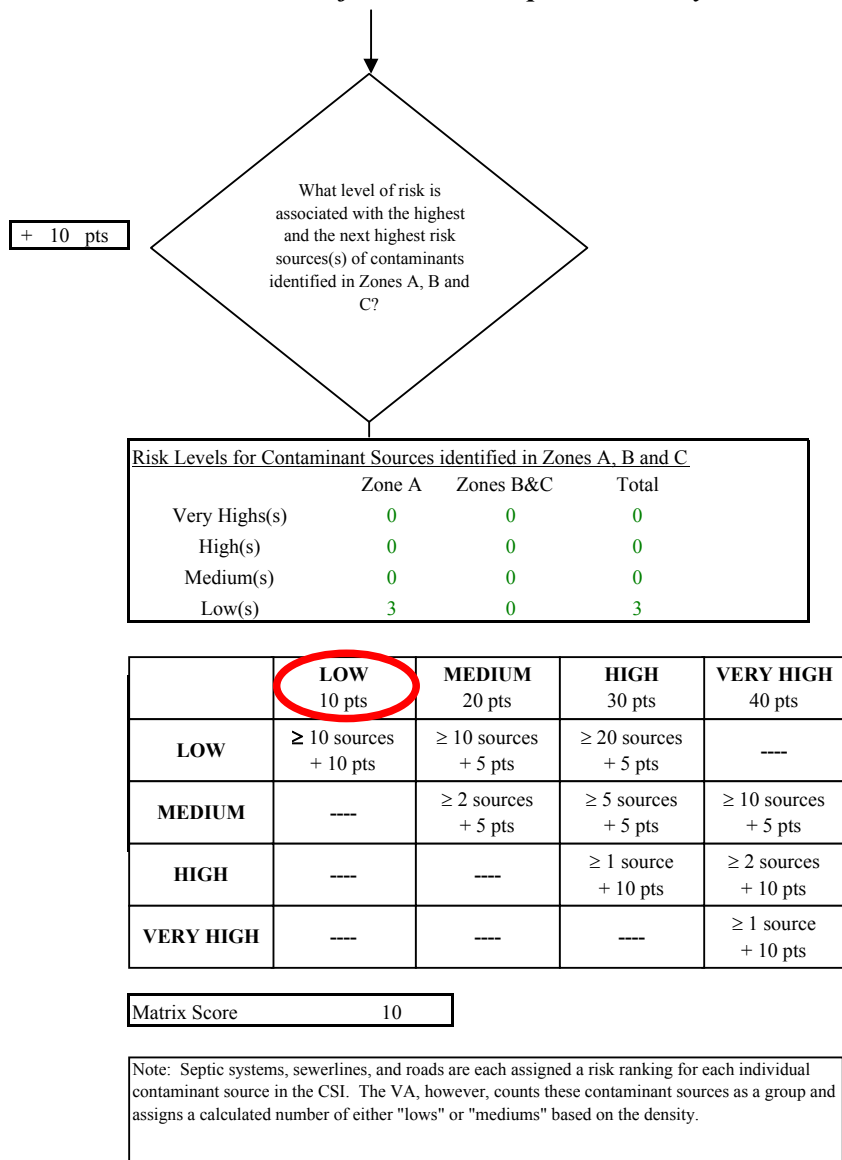 What level of risk is
associated with the highest
and the next highest risk
sources(s) of contaminants
identified in Zones A, B and
C?
+ 10 pts
Risk Levels for Contaminant Sources identified in Zones A, B and C
Zone A Zones B&C Total
Very Highs(s) 0 0 0
High(s) 0 0 0
Medium(s) 0 0 0
Low(s) 3 0 3
LOW MEDIUM HIGH VERY HIGH
10 pts 20 pts 30 pts 40 pts
LOW ≥ 10 sources ≥ 10 sources ≥ 20 sources ----
+ 10 pts + 5 pts + 5 pts
MEDIUM ---- ≥ 2 sources ≥ 5 sources ≥ 10 sources
+ 5 pts + 5 pts + 5 pts
HIGH ---- ---- ≥ 1 source ≥ 2 sources
+ 10 pts + 10 pts
VERY HIGH ---- ---- ---- ≥ 1 source
+ 10 pts
Matrix Score 10
Note: Septic systems, sewerlines, and roads are each assigned a risk ranking for each individual
contaminant source in the CSI. The VA, however, counts these contaminant sources as a group and
assigns a calculated number of either "lows" or "mediums" based on the density.